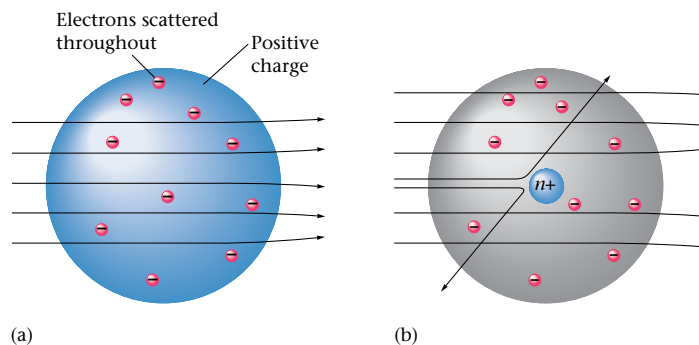 Electrons scattered
throughout
Positive
charge
n+
(a)
(b)